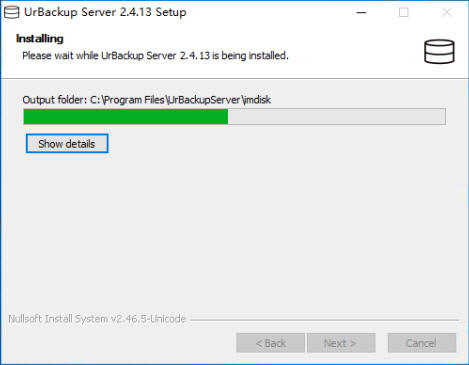 UrBackup Server 2.4.13 Setup
Installing
Please wait while UrBackup Server 2.4.13 is being installed.
Output folder: C:\Program Files\UrBackupServer\imdisk
Show details
Nullsoft Install System v2.46.5-Unicode
< Back Next > Cancel